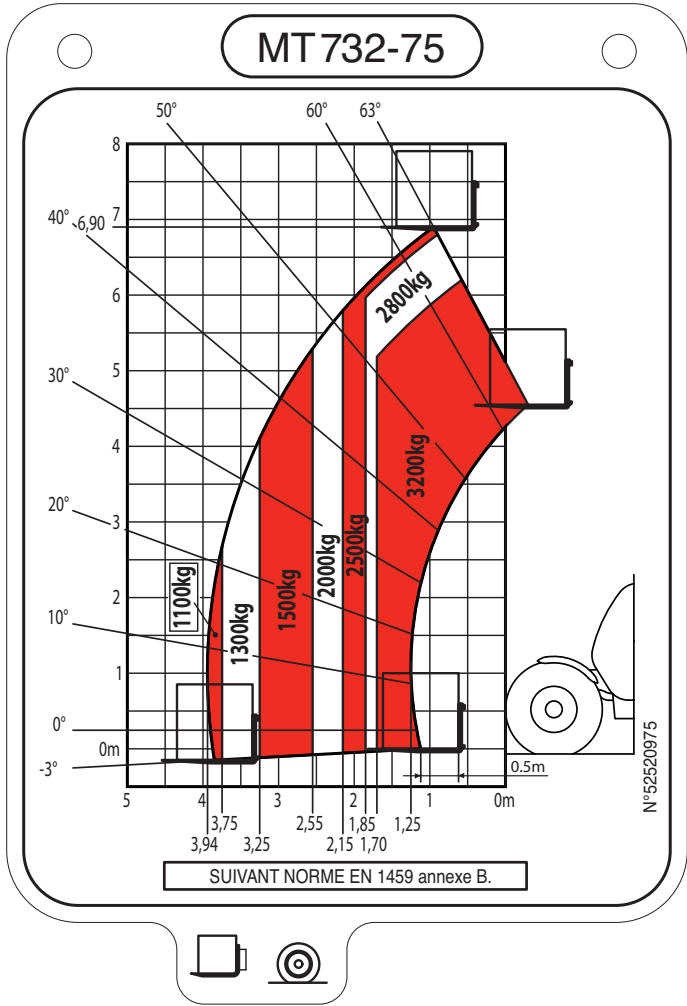 MT 732-75
50°
60°
63°
8
40°
6,90
7
6
2800kg
30°
5
4
3200kg
20°
3
2500kg
2000kg
1500kg
1300kg
1100kg
2
10°
1
0°
0m
-3°
N°52520975
0.5m
5
4
3
2
1
0m
3,75
2,55
1,85
1,25
3,94
3,25
2,15
1,70
SUIVANT NORME EN 1459 annexe B.